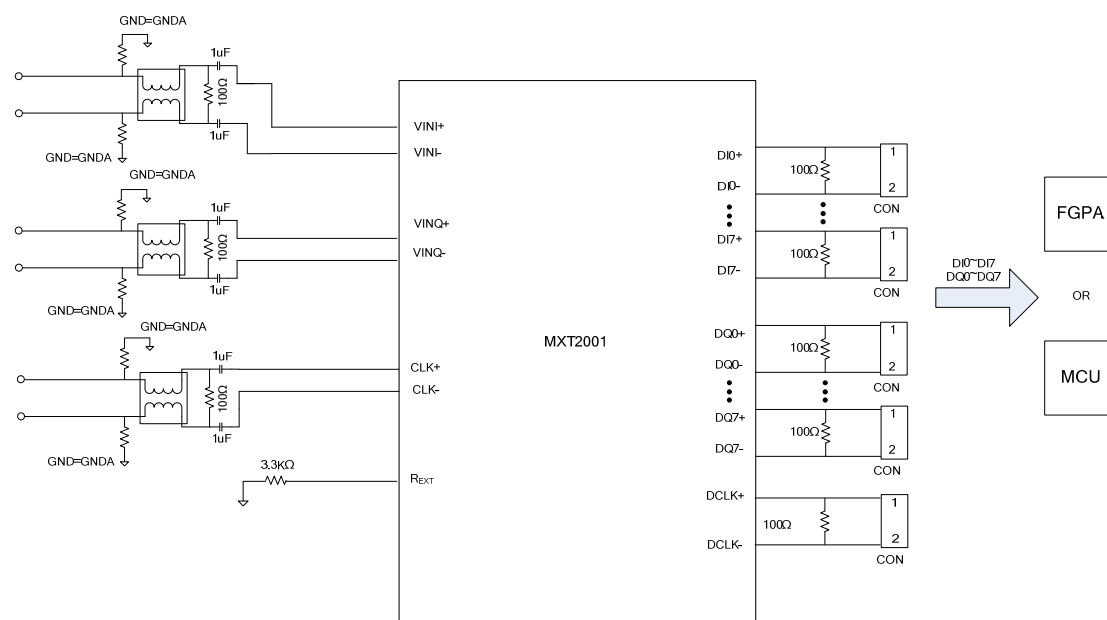 GND=GNDA
1uF
100Ω
1uF
GND=GNDA
VINI+
VINI-
GND=GNDA
1uF
100Ω
1uF
GND=GNDA
VINQ+
VINQ-
GND=GNDA
1uF
100Ω
1uF
GND=GNDA
CLK+
CLK-
3.3KΩ
REXT
MXT2001
DI0+
DI0-
100Ω
1
2
CON
DI7+
DI7-
100Ω
1
2
CON
DQ0+
DQ0-
100Ω
1
2
CON
DQ7+
DQ7-
100Ω
1
2
CON
DCLK+
DCLK-
100Ω
1
2
CON
DI0~DI7
DQ0~DQ7
FGPA
OR
MCU